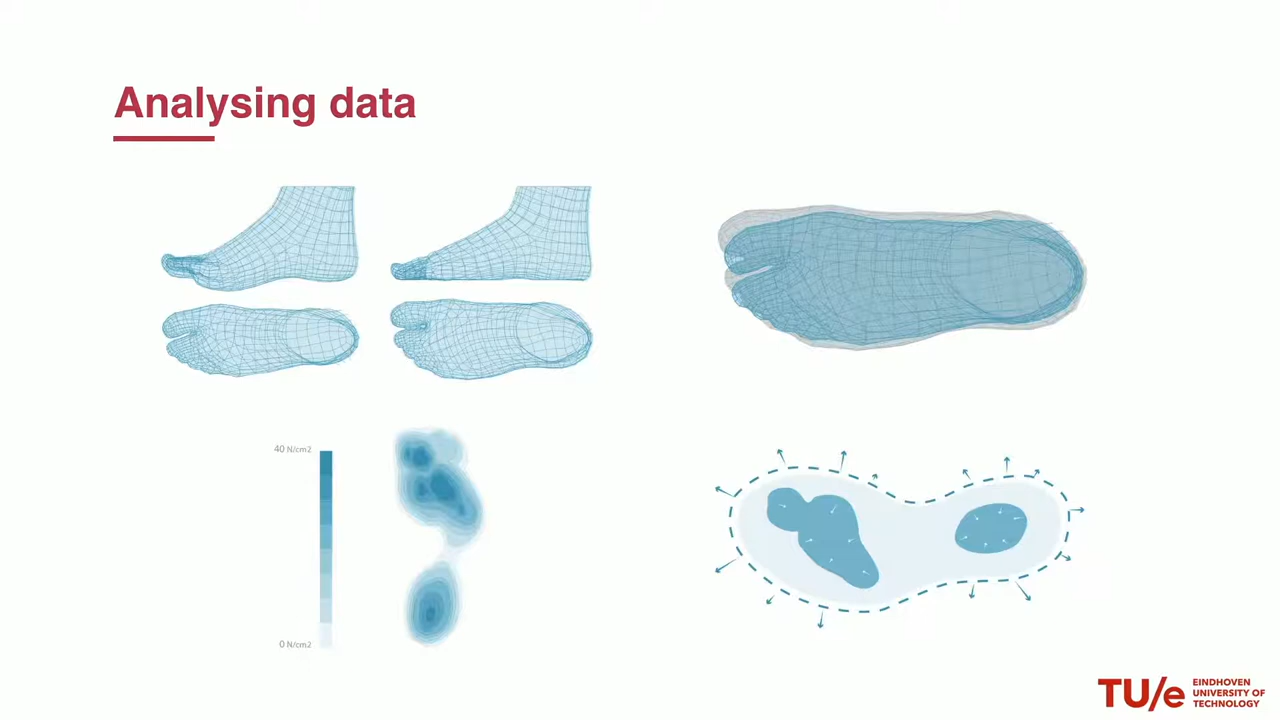 Analysing data
40 N/cm2
0 N/cm2
TU/e EINDHOVEN
UNIVERSITY OF
TECHNOLOGY